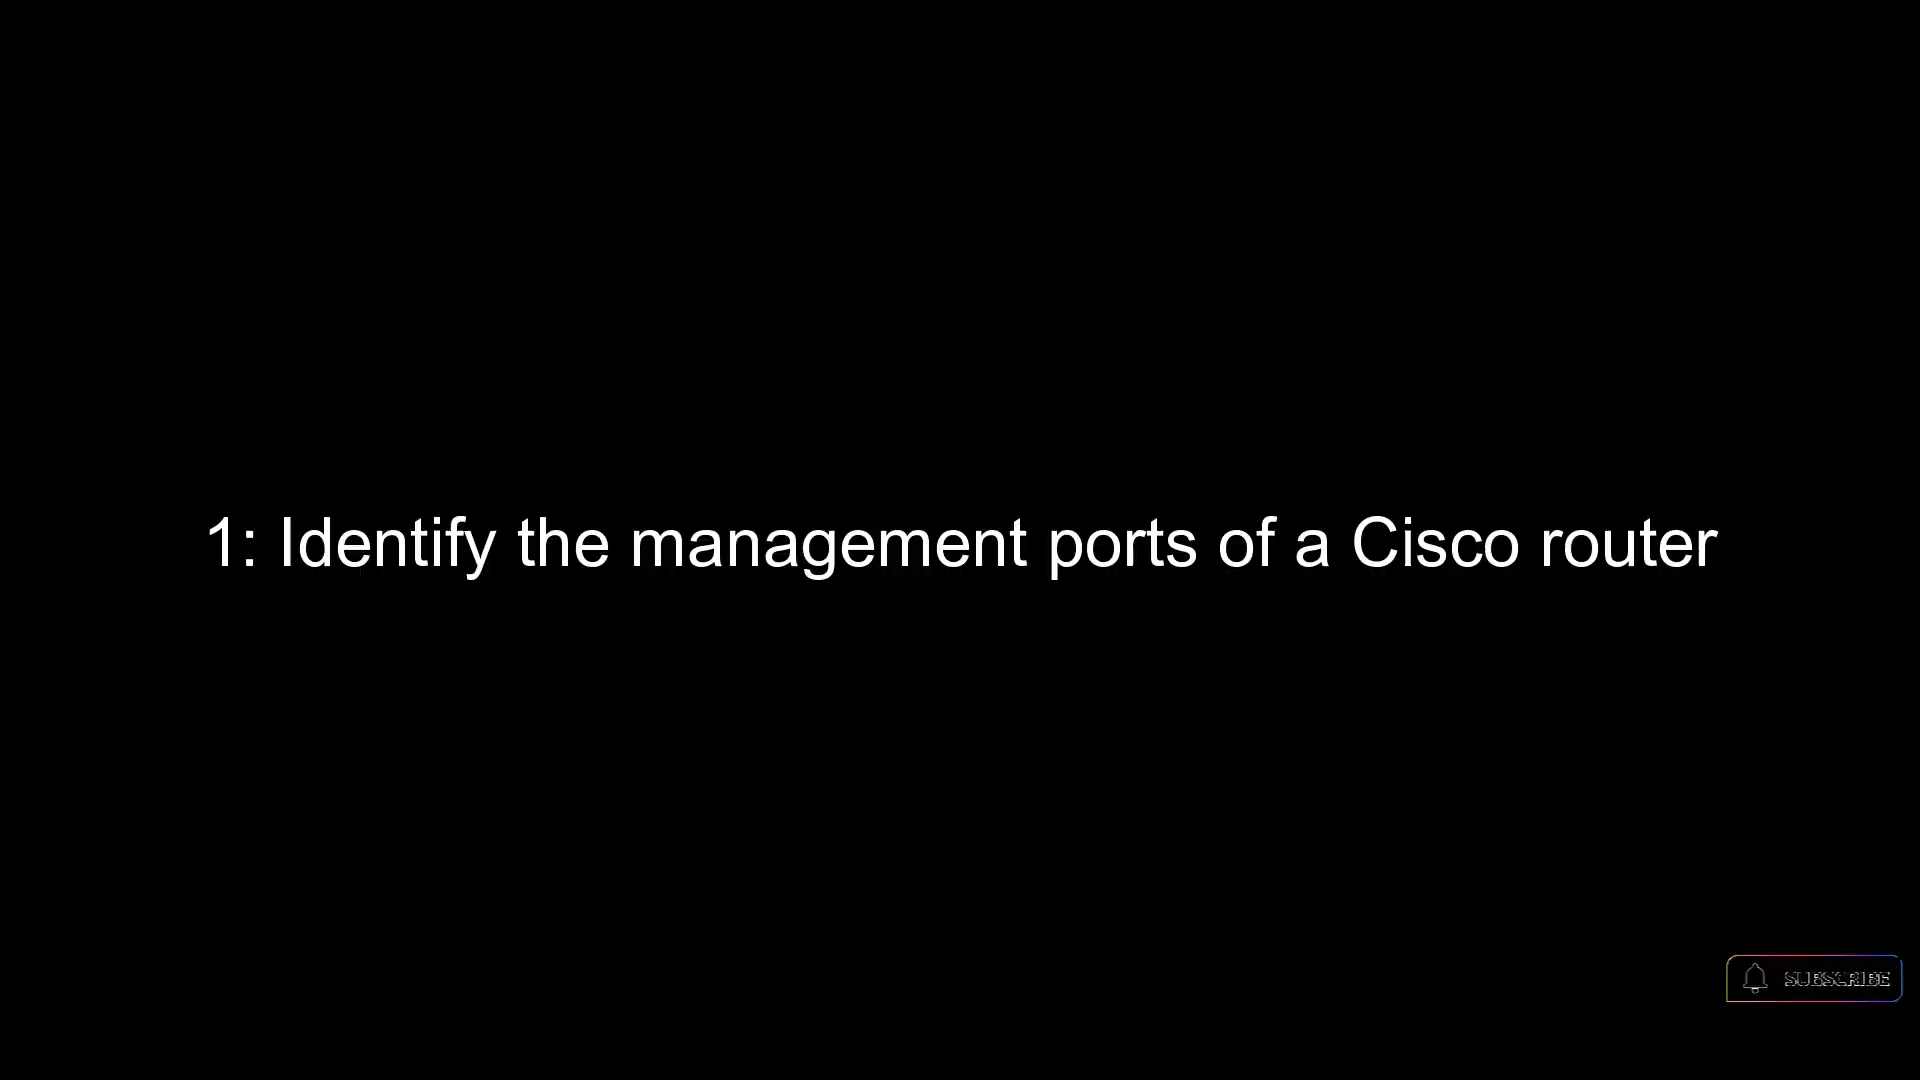 1: Identify the management ports of a Cisco router
SUBSCRIBE